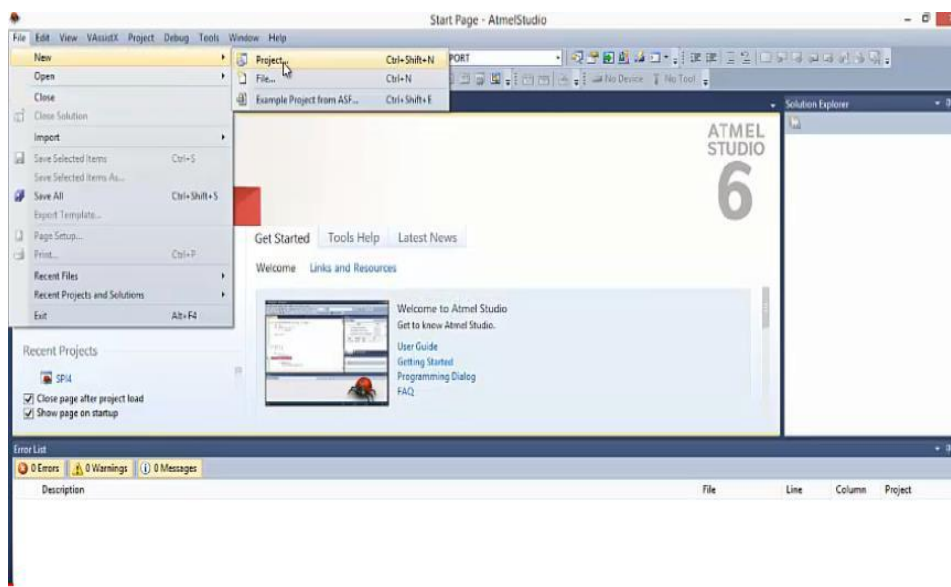 Start Page - AtmelStudio
File Edit View VAssistX Project Debug Tools Window Help
New
Project... Ctrl+Shift+N
PORT
Open
File... Ctrl+N
No Device No Tool
Close
Example Project from ASF... Ctrl+Shift+E
Solution Explorer
Close Solution
Import
ATMEL
STUDIO
6
Save Selected Items Ctrl+S
Save Selected Items As...
Save All Ctrl+Shift+S
Export Template...
Page Setup...
Print... Ctrl+P
Get Started Tools Help Latest News
Welcome Links and Resources
Recent Files
Recent Projects and Solutions
Exit Alt+F4
Welcome to Atmel Studio
Get to know Atmel Studio.
User Guide
Getting Started
Programming Dialog
FAQ
Recent Projects
SPI4
Close page after project load
Show page on startup
Error List
0 Errors 0 Warnings 0 Messages
Description File Line Column Project